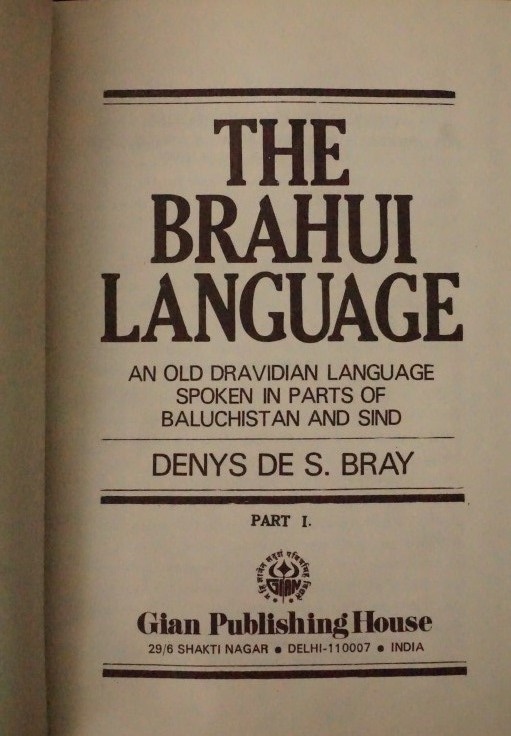 THE
BRAHUI
LANGUAGE
AN OLD DRAVIDIAN LANGUAGE
SPOKEN IN PARTS OF
BALUCHISTAN AND SIND
DENYS DE S. BRAY
PART I.
GIAN
Gian Publishing House
29/6 SHAKTI NAGAR ● DELHI-110007 ● INDIA